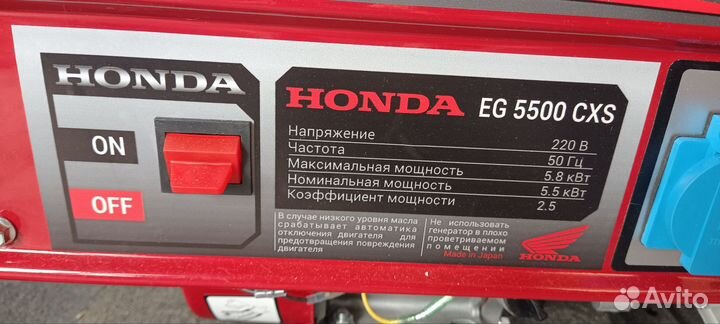 HONDA
ON
OFF
HONDA EG 5500 CXS
Напряжение 220 В
Частота 50 Гц
Максимальная мощность 5.8 кВт
Номинальная мощность 5.5 кВт
Коэффициент мощности 2.5
В случае низкого уровня масла
срабатывает автоматика
отключения двигателя для
предотвращения повреждения
двигателя
Не использовать
генератор в плохо
проветриваемом
помещении
Made in Japan
HONDA
Avito